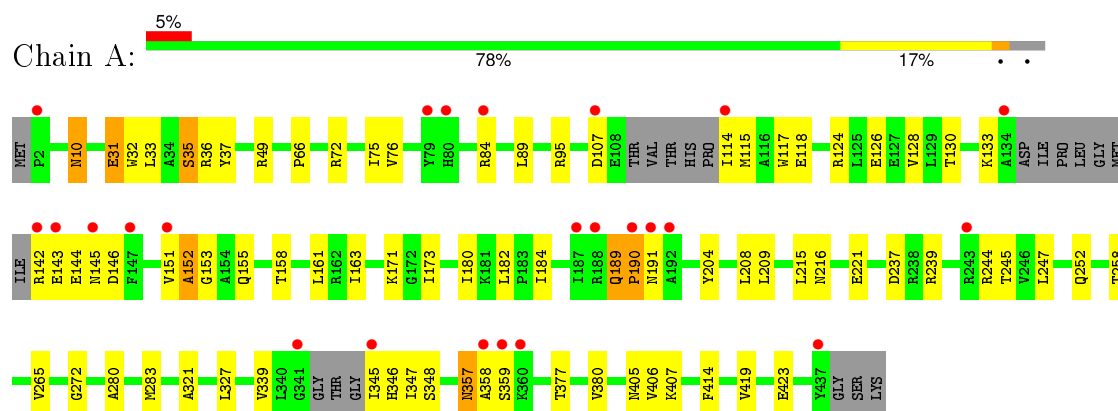 5%
Chain A:
78% 17% • •
MET P2 N10 E31 W32 L33 A34 S35 R36 Y37 R49 P66 R72 I75 V76 Y79 H80 R84 L89 R95 D107 E108 THR VAL THR HIS PRO I114 M115 A116 W117 E118 R124 L125 E126 E127 V128 L129 T130 K133 A134 ASP ILE PRO LEU GLY MET
ILE R142 E143 E144 N145 D146 F147 V151 A152 G153 A154 Q155 T158 L161 R162 I163 K171 G172 I173 I180 K181 L182 P183 I184 I187 R188 Q189 P190 N191 A192 Y204 L208 L209 L215 N216 E221 D237 R238 R239 R243 R244 T245 V246 L247 Q252 T258
V265 G272 A280 M283 A321 L327 V339 L340 G341 GLY THR GLY I345 H346 I347 S348 N357 A358 S359 K360 T377 V380 N405 V406 K407 F414 V419 E423 Y437 GLY SER LYS